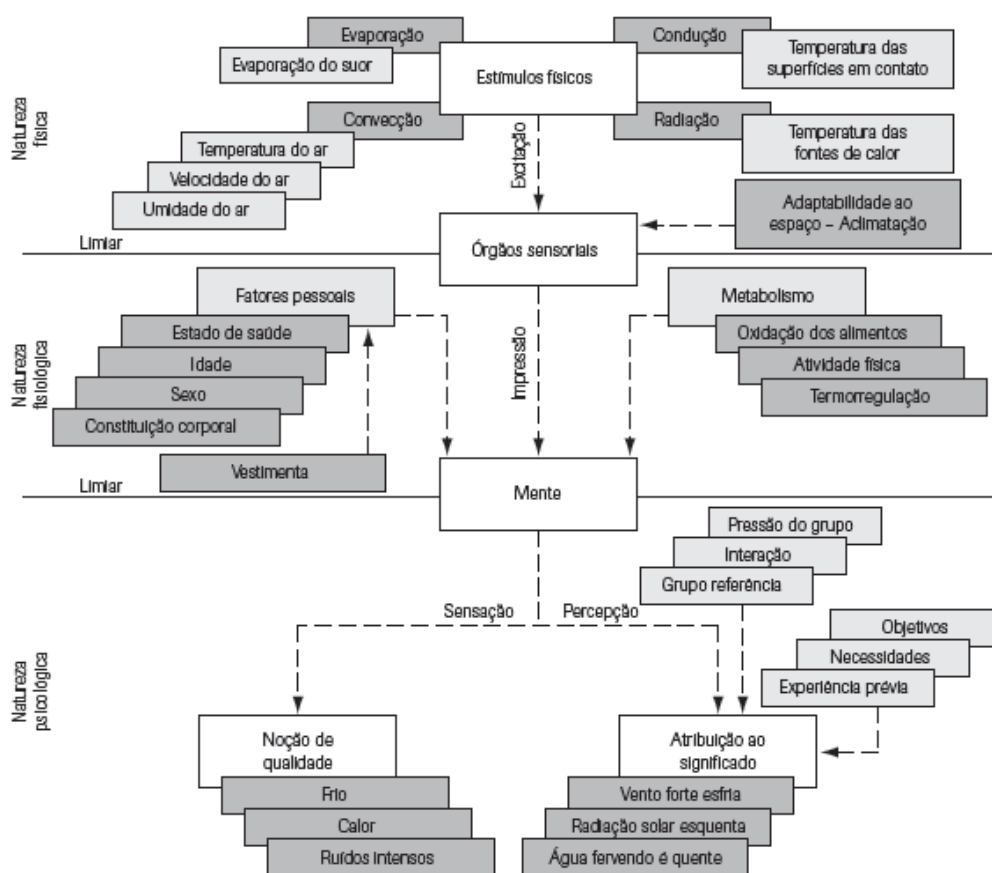 Natureza
física
Evaporação
Evaporação do suor
Estímulos físicos
Condução
Temperatura das
superfícies em contato
Convecção
Temperatura do ar
Velocidade do ar
Umidade do ar
Excitação
Radiação
Temperatura das
fontes de calor
Adaptabilidade ao
espaço – Aclimatação
Limiar
Órgãos sensoriais
Natureza
fisiológica
Fatores pessoais
Estado de saúde
Idade
Sexo
Constituição corporal
Vestimenta
Impressão
Metabolismo
Oxidação dos alimentos
Atividade física
Termorregulação
Limiar
Mente
Natureza
psicológica
Sensação
Percepção
Pressão do grupo
Interação
Grupo referência
Objetivos
Necessidades
Experiência prévia
Noção de
qualidade
Frio
Calor
Ruídos intensos
Atribuição ao
significado
Vento forte esfria
Radiação solar esquenta
Água fervendo é quente